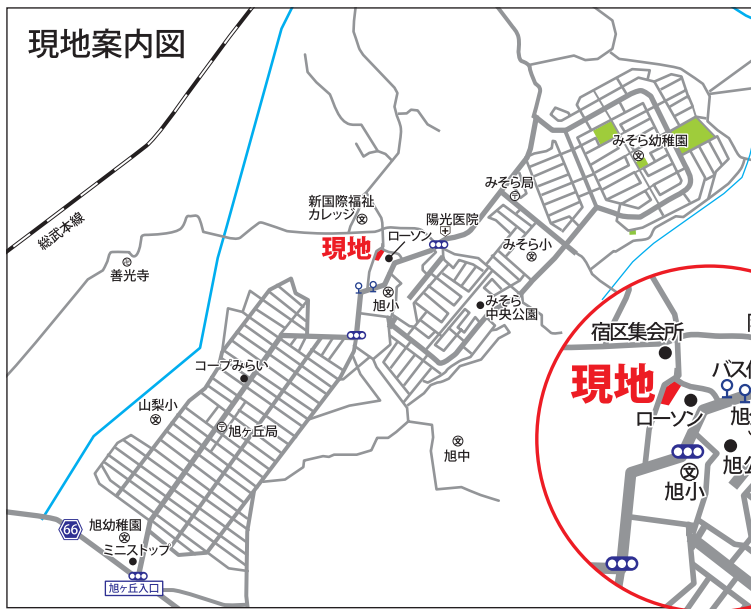 現地案内図
総武本線
善光寺
新国際福祉
カレッジ
現地
ローソン
陽光医院
みそら局
みそら幼稚園
みそら小
みそら
中央公園
旭小
コープみらい
山梨小
旭ヶ丘局
旭中
66
旭幼稚園
ミニストップ
旭ヶ丘入口
宿区集会所
現地
ローソン
バス
旭小